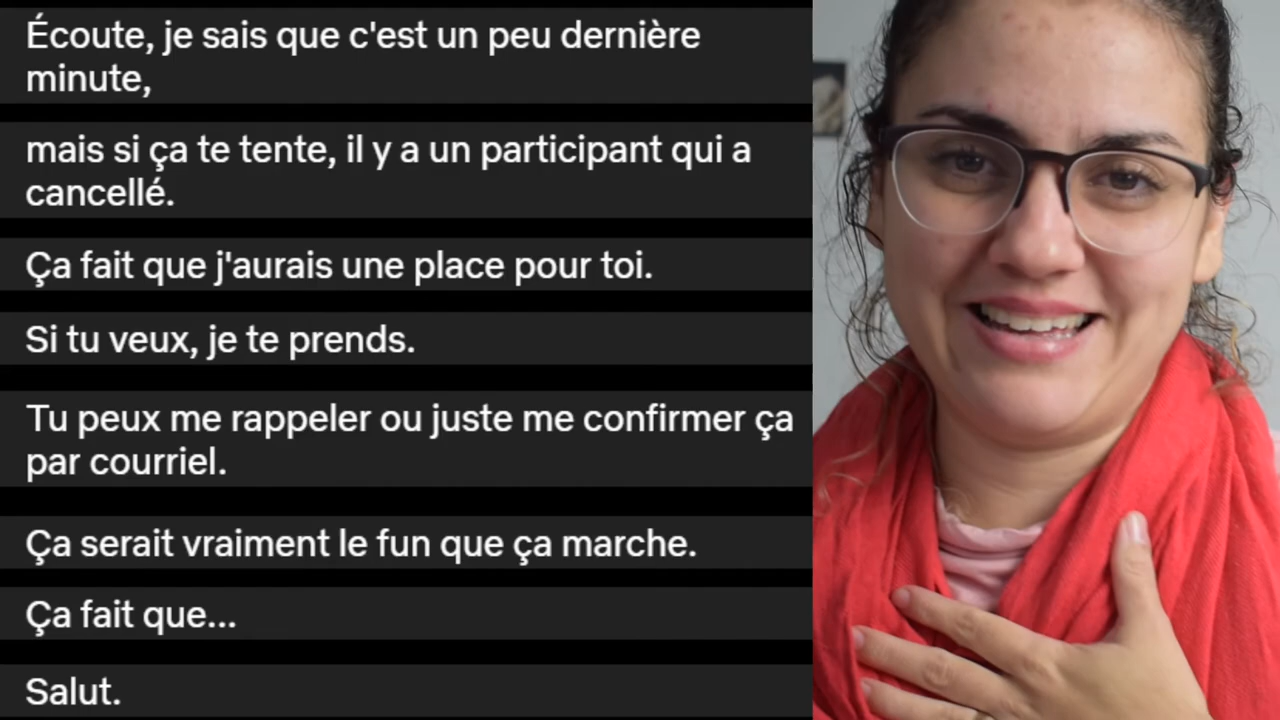 Écoute, je sais que c'est un peu dernière
minute,
mais si ça te tente, il y a un participant qui a
cancellé.
Ça fait que j'aurais une place pour toi.
Si tu veux, je te prends.
Tu peux me rappeler ou juste me confirmer ça
par courriel.
Ça serait vraiment le fun que ça marche.
Ça fait que...
Salut.